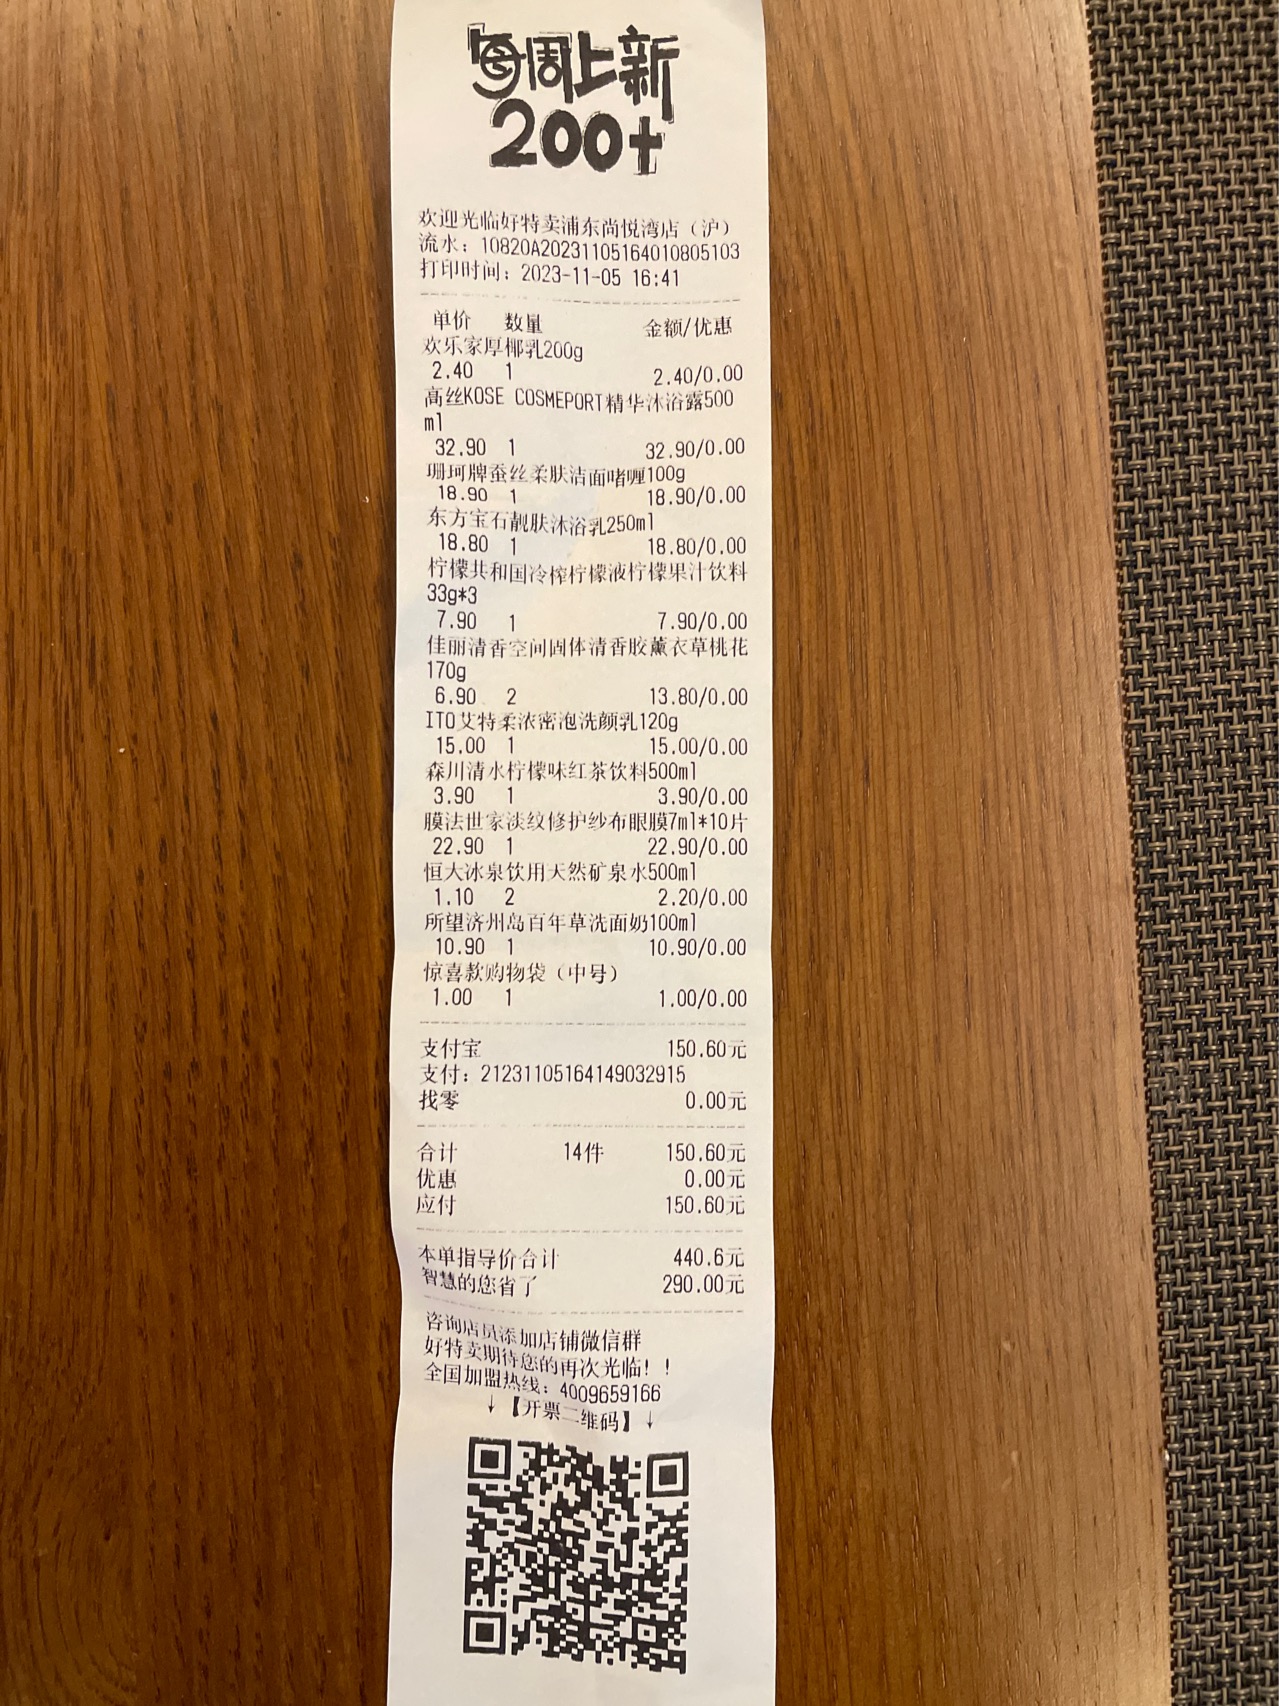 每周上新
200+
欢迎光临好特卖浦东尚悦湾店（沪）
流水：10820A20231105164010805103
打印时间：2023-11-05 16:41
单价 数量 金额/优惠
欢乐家厚椰乳200g
2.40 1 2.40/0.00
高丝KOSE COSMEPORT精华沐浴露500
ml
32.90 1 32.90/0.00
珊珂牌蚕丝柔肤洁面啫喱100g
18.90 1 18.90/0.00
东方宝石靓肤沐浴乳250ml
18.80 1 18.80/0.00
柠檬共和国冷榨柠檬液柠檬果汁饮料
33g*3
7.90 1 7.90/0.00
佳丽清香空间固体清香胶薰衣草桃花
170g
6.90 2 13.80/0.00
ITO艾特柔浓密泡洗颜乳120g
15.00 1 15.00/0.00
森川清水柠檬味红茶饮料500ml
3.90 1 3.90/0.00
膜法世家淡纹修护纱布眼膜7ml*10片
22.90 1 22.90/0.00
恒大冰泉饮用天然矿泉水500ml
1.10 2 2.20/0.00
所望济州岛百年草洗面奶100ml
10.90 1 10.90/0.00
惊喜款购物袋（中号）
1.00 1 1.00/0.00
支付宝 150.60元
支付：21231105164149032915
找零 0.00元
合计 14件 150.60元
优惠 0.00元
应付 150.60元
本单指导价合计 440.6元
智慧的您省了 290.00元
咨询店员添加店铺微信群
好特卖期待您的再次光临！！
全国加盟热线：4009659166
↓【开票二维码】↓